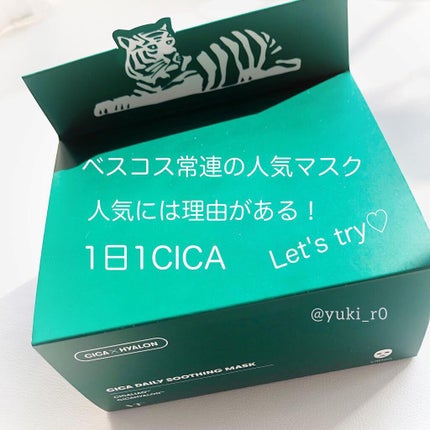 ベスコス常連の人気マスク
人気には理由がある！
1日1CICA
Let's try♡
@yuki_r0
CICA × HYALON
CICA DAILY SOOTHING MASK